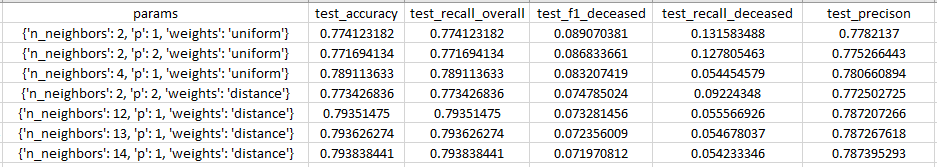 params test_accuracy test_recall_overall test_f1_deceased test_recall_deceased test_precison
{'n_neighbors': 2, 'p': 1, 'weights': 'uniform'} 0.774123182 0.774123182 0.089070381 0.131583488 0.7782137
{'n_neighbors': 2, 'p': 2, 'weights': 'uniform'} 0.771694134 0.771694134 0.086833661 0.127805463 0.775266443
{'n_neighbors': 4, 'p': 1, 'weights': 'uniform'} 0.789113633 0.789113633 0.083207419 0.054454579 0.780660894
{'n_neighbors': 2, 'p': 2, 'weights': 'distance'} 0.773426836 0.773426836 0.074785024 0.09224348 0.772502725
{'n_neighbors': 12, 'p': 1, 'weights': 'distance'} 0.79351475 0.79351475 0.073281456 0.055566926 0.787207266
{'n_neighbors': 13, 'p': 1, 'weights': 'distance'} 0.793626274 0.793626274 0.072356009 0.054678037 0.787267618
{'n_neighbors': 14, 'p': 1, 'weights': 'distance'} 0.793838441 0.793838441 0.071970812 0.054233346 0.787395293